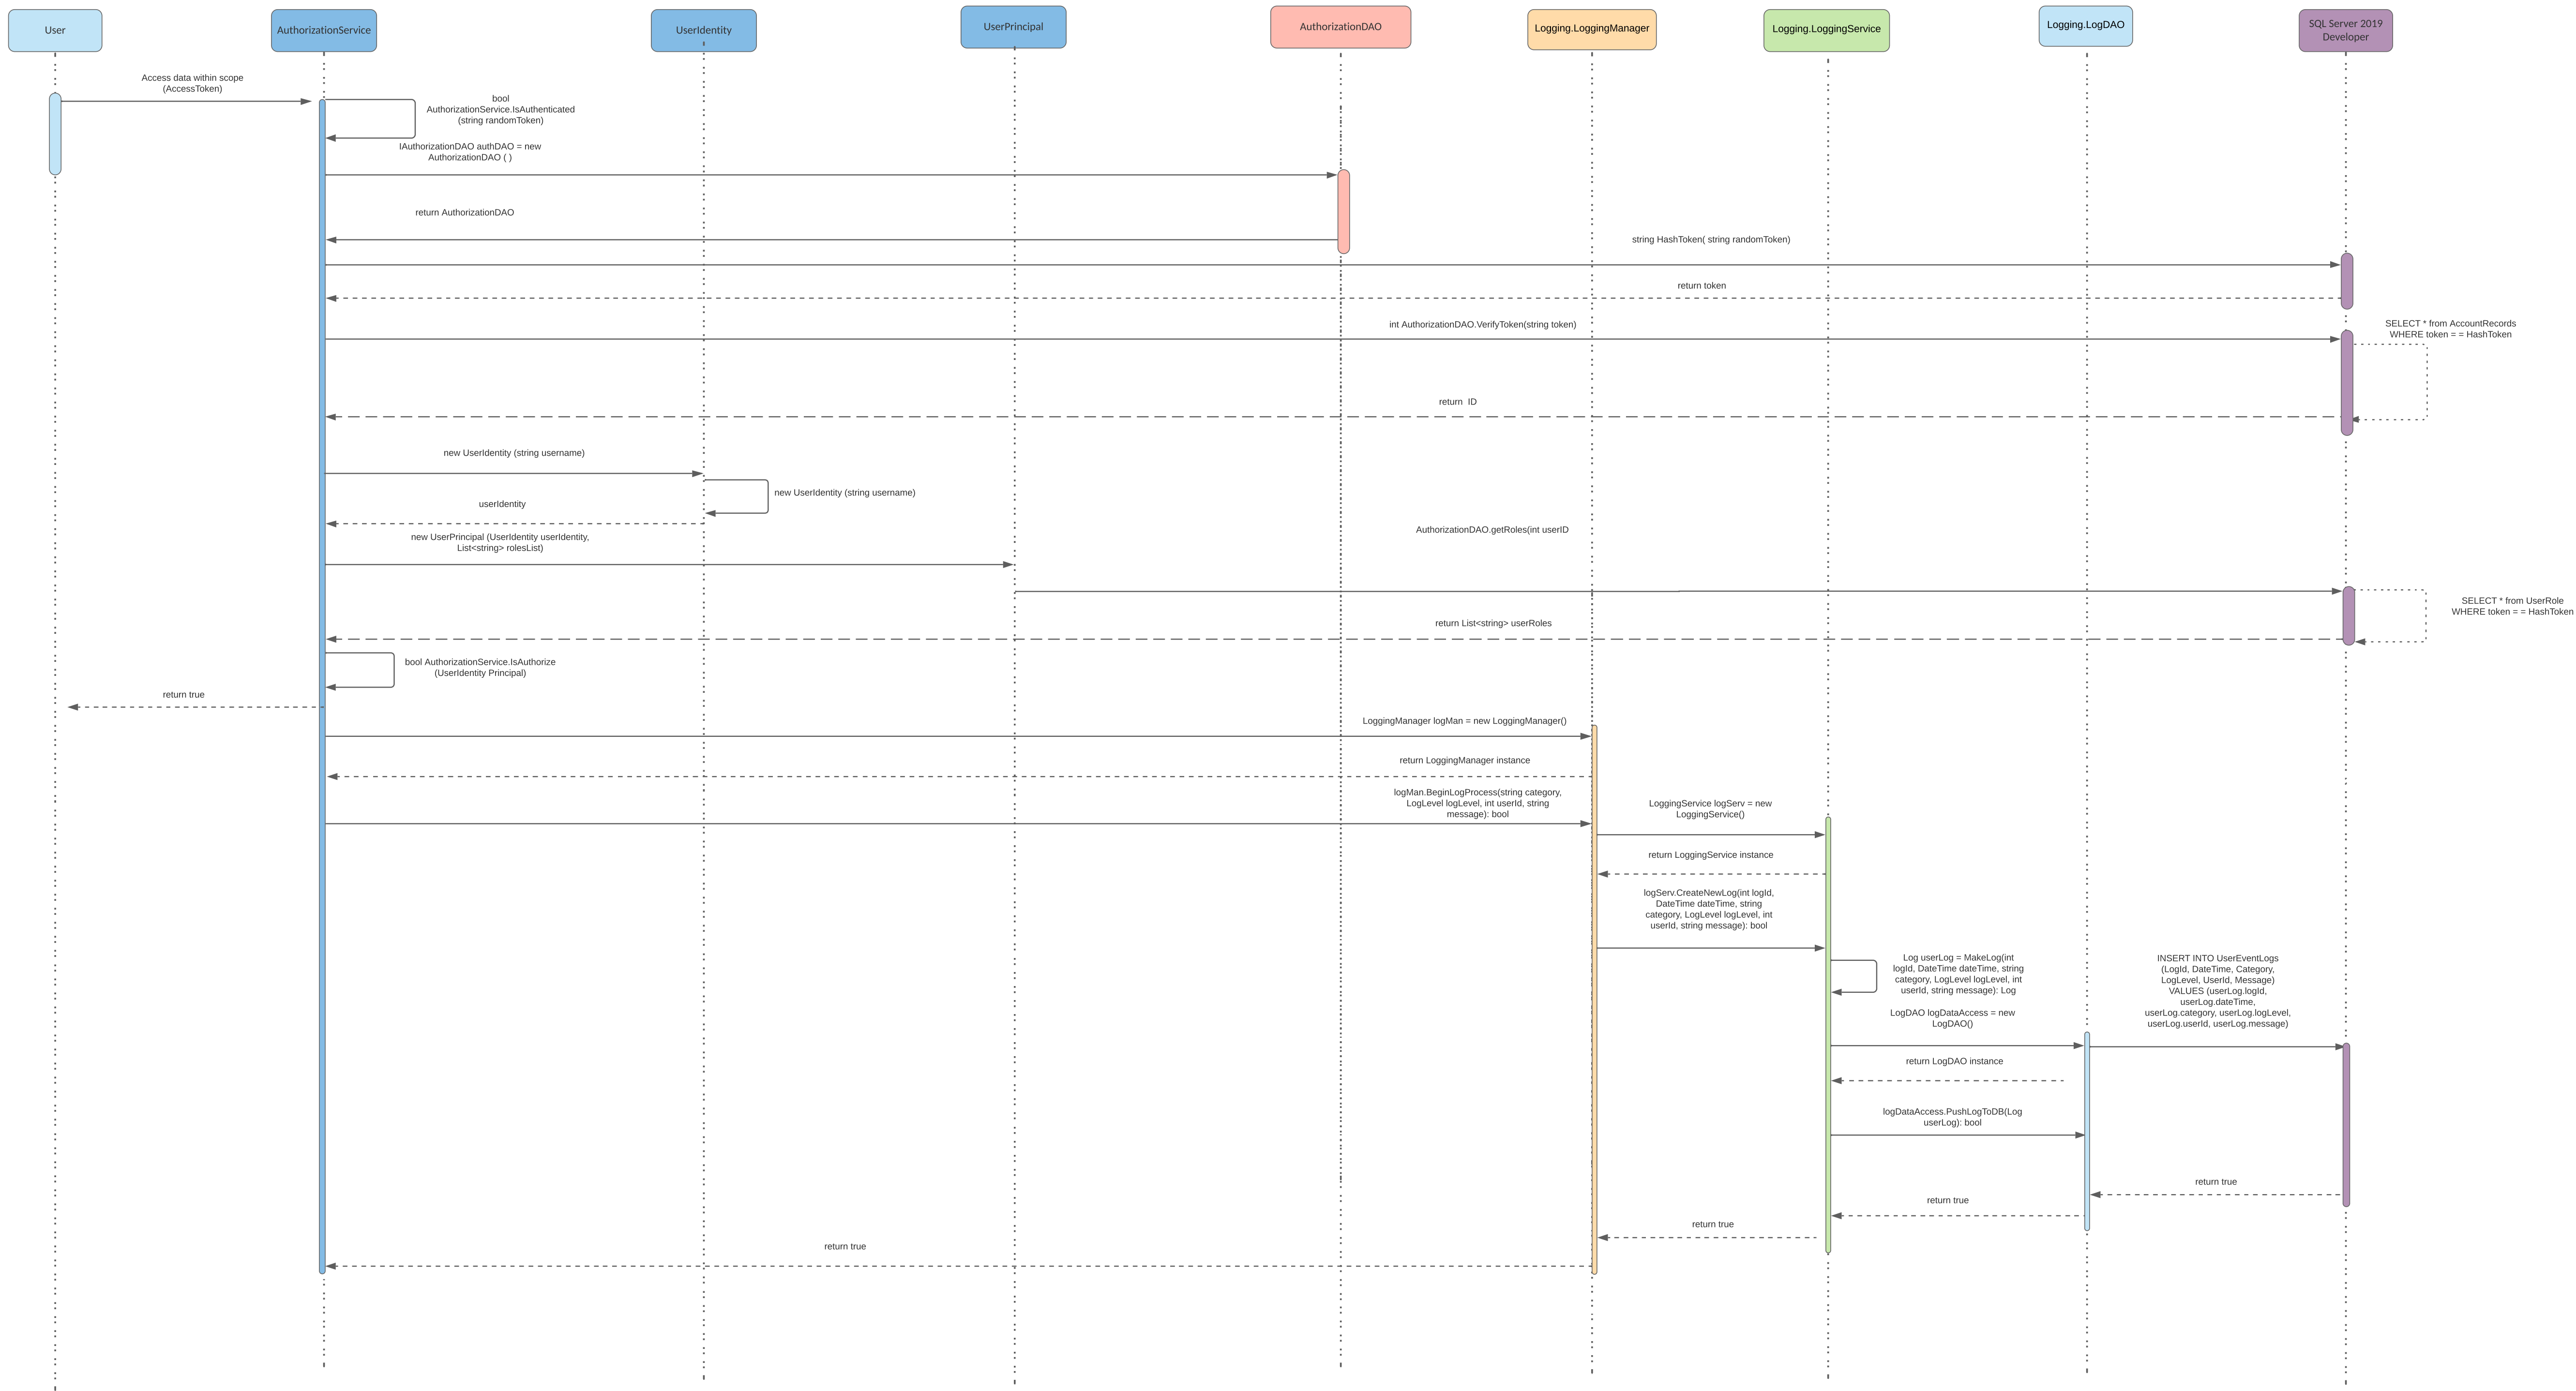 User
AuthorizationService
UserIdentity
UserPrincipal
AuthorizationDAO
Logging.LoggingManager
Logging.LoggingService
Logging.LogDAO
SQL Server 2019
Developer
Access data within scope
(AccessToken)
bool
AuthorizationService.IsAuthenticated
(string randomToken)
IAuthorizationDAO authDAO = new
AuthorizationDAO ( )
return AuthorizationDAO
string HashToken( string randomToken)
return token
int AuthorizationDAO.VerifyToken(string token)
SELECT * from AccountRecords
WHERE token = = HashToken
return  ID
new UserIdentity (string username)
new UserIdentity (string username)
userIdentity
AuthorizationDAO.getRoles(int userID
new UserPrincipal (UserIdentity userIdentity,
List<string> rolesList)
SELECT * from UserRole
WHERE token = = HashToken
return List<string> userRoles
bool AuthorizationService.IsAuthorize
(UserIdentity Principal)
return true
LoggingManager logMan = new LoggingManager()
return LoggingManager instance
logMan.BeginLogProcess(string category,
LogLevel logLevel, int userId, string
message): bool
LoggingService logServ = new
LoggingService()
return LoggingService instance
logServ.CreateNewLog(int logId,
DateTime dateTime, string
category, LogLevel logLevel, int
userId, string message): bool
Log userLog = MakeLog(int
logId, DateTime dateTime, string
category, LogLevel logLevel, int
userId, string message): Log
INSERT INTO UserEventLogs
(LogId, DateTime, Category,
LogLevel, UserId, Message)
VALUES (userLog.logId,
userLog.dateTime,
userLog.category, userLog.logLevel,
userLog.userId, userLog.message)
LogDAO logDataAccess = new
LogDAO()
return LogDAO instance
logDataAccess.PushLogToDB(Log
userLog): bool
return true
return true
return true
return true